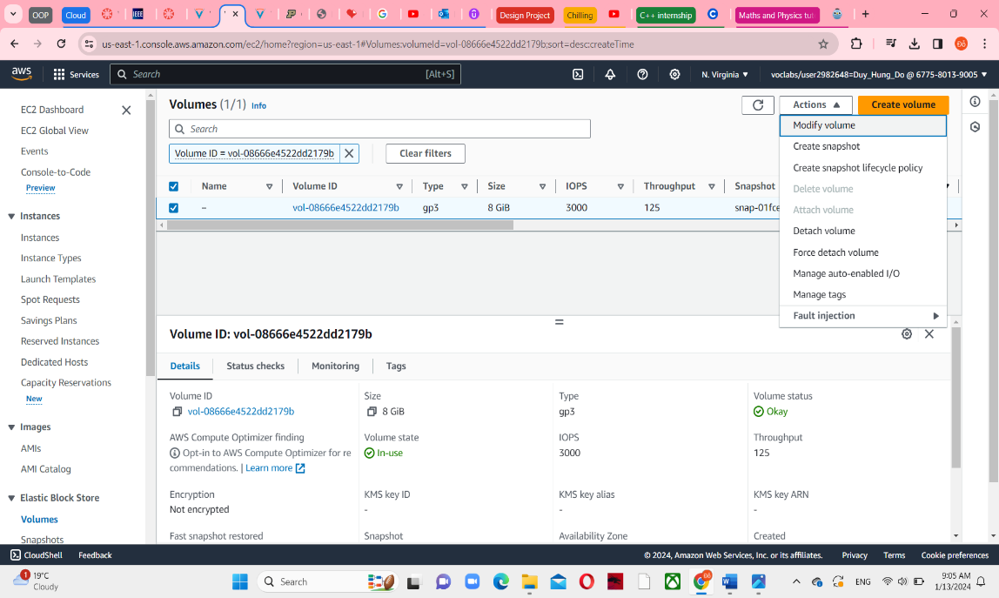 OOP
Cloud
IEEE
Design Project
Chilling
C++ internship
Maths and Physics tut
us-east-1.console.aws.amazon.com/ec2/home?region=us-east-1#Volumes:volumeId=vol-08666e4522dd2179b;sort=desc:createTime
aws
Services
Search
[Alt+S]
N. Virginia
voclabs/user2982648=Duy_Hung_Do @ 6775-8013-9005
EC2 Dashboard
EC2 Global View
Events
Console-to-Code
Preview
Instances
Instances
Instance Types
Launch Templates
Spot Requests
Savings Plans
Reserved Instances
Dedicated Hosts
Capacity Reservations
New
Images
AMIs
AMI Catalog
Elastic Block Store
Volumes
Snapshots
Volumes (1/1) Info
Actions
Create volume
Search
Volume ID = vol-08666e4522dd2179b
Clear filters
Name Volume ID Type Size IOPS Throughput Snapshot
– vol-08666e4522dd2179b gp3 8 GiB 3000 125 snap-01fce
Modify volume
Create snapshot
Create snapshot lifecycle policy
Delete volume
Attach volume
Detach volume
Force detach volume
Manage auto-enabled I/O
Manage tags
Fault injection
Volume ID: vol-08666e4522dd2179b
Details Status checks Monitoring Tags
Volume ID Size Type Volume status
vol-08666e4522dd2179b 8 GiB gp3 Okay
AWS Compute Optimizer finding Volume state IOPS Throughput
Opt-in to AWS Compute Optimizer for re In-use 3000 125
commendations. | Learn more
Encryption KMS key ID KMS key alias KMS key ARN
Not encrypted - - -
Fast snapshot restored Snapshot Availability Zone Created
CloudShell Feedback © 2024, Amazon Web Services, Inc. or its affiliates. Privacy Terms Cookie preferences
1
19°C
Cloudy
Search
ENG
9:05 AM
1/13/2024